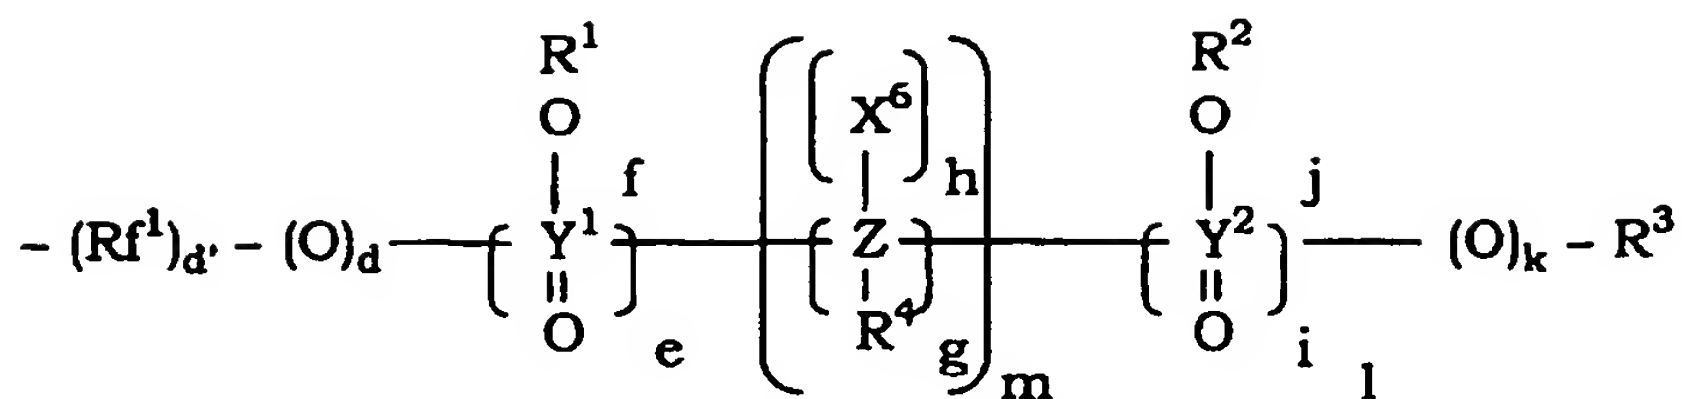 R¹ R²
O X⁶ O
f h j
– (Rf¹)d' – (O)d — ( Y¹ ) — ( Z ) — ( Y² ) — (O)k – R³
O R⁴ O
e g m i l